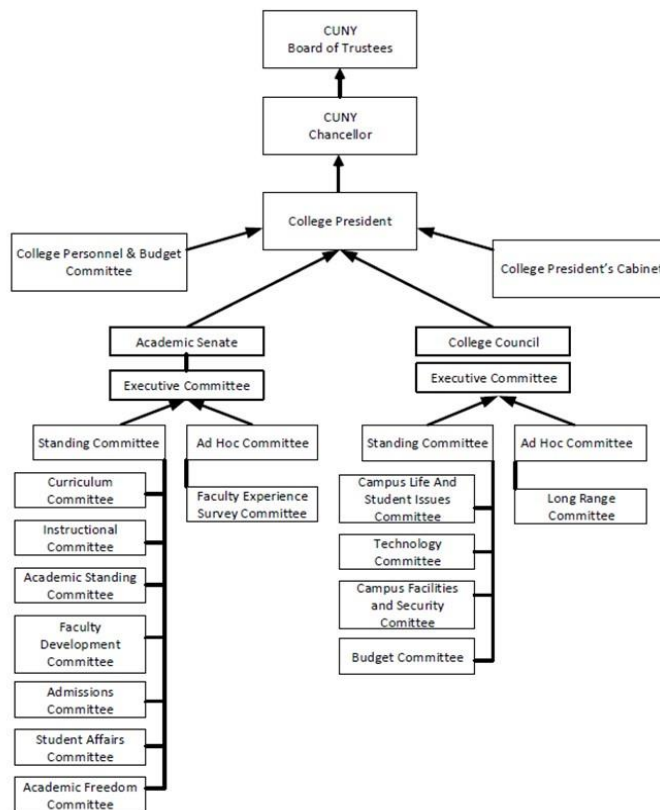 CUNY
Board of Trustees
CUNY
Chancellor
College President
College Personnel & Budget
Committee
College President's Cabinet
Academic Senate
College Council
Executive Committee
Executive Committee
Standing Committee
Ad Hoc Committee
Standing Committee
Ad Hoc Committee
Curriculum
Committee
Faculty Experience
Survey Committee
Campus Life And
Student Issues
Committee
Long Range
Committee
Instructional
Committee
Technology
Committee
Academic Standing
Committee
Campus Facilities
and Security
Comittee
Faculty
Development
Committee
Budget Committee
Admissions
Committee
Student Affairs
Committee
Academic Freedom
Committee